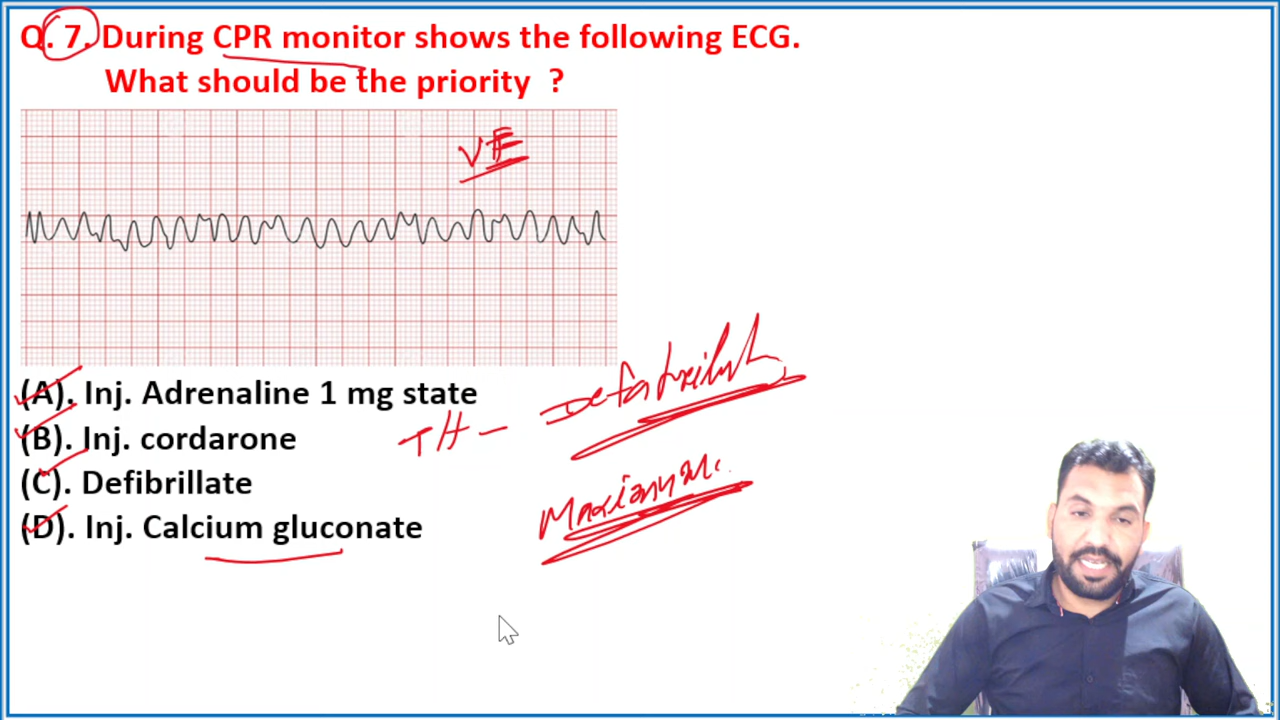 Q. 7. During CPR monitor shows the following ECG.
What should be the priority ?
VF
(A). Inj. Adrenaline 1 mg state
(B). Inj. cordarone
(C). Defibrillate
(D). Inj. Calcium gluconate